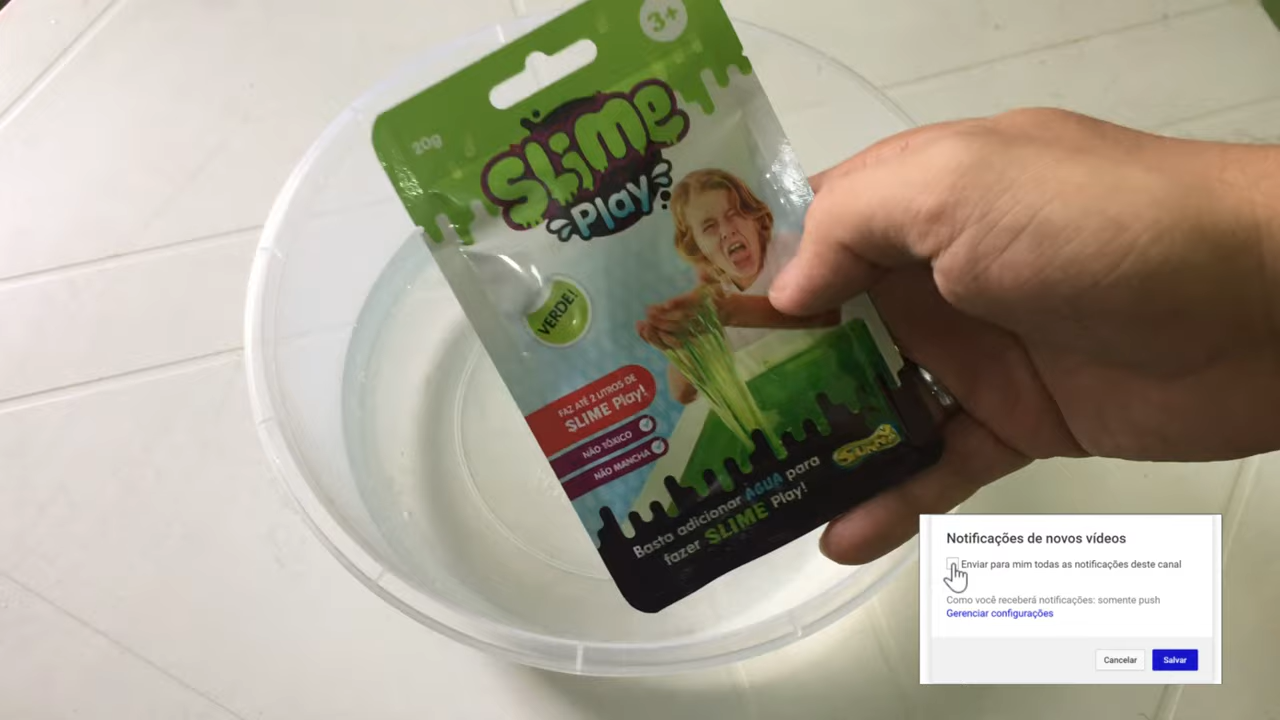 3+
20g
SLiMe
Play
VERDE!
FAZ ATÉ 2 LITROS DE
SLIME Play!
NÃO TÓXICO
NÃO MANCHA
SUNNY
Basta adicionar ÁGUA para
fazer SLIME Play!
Notificações de novos vídeos
Enviar para mim todas as notificações deste canal
Como você receberá notificações: somente push
Gerenciar configurações
Cancelar
Salvar